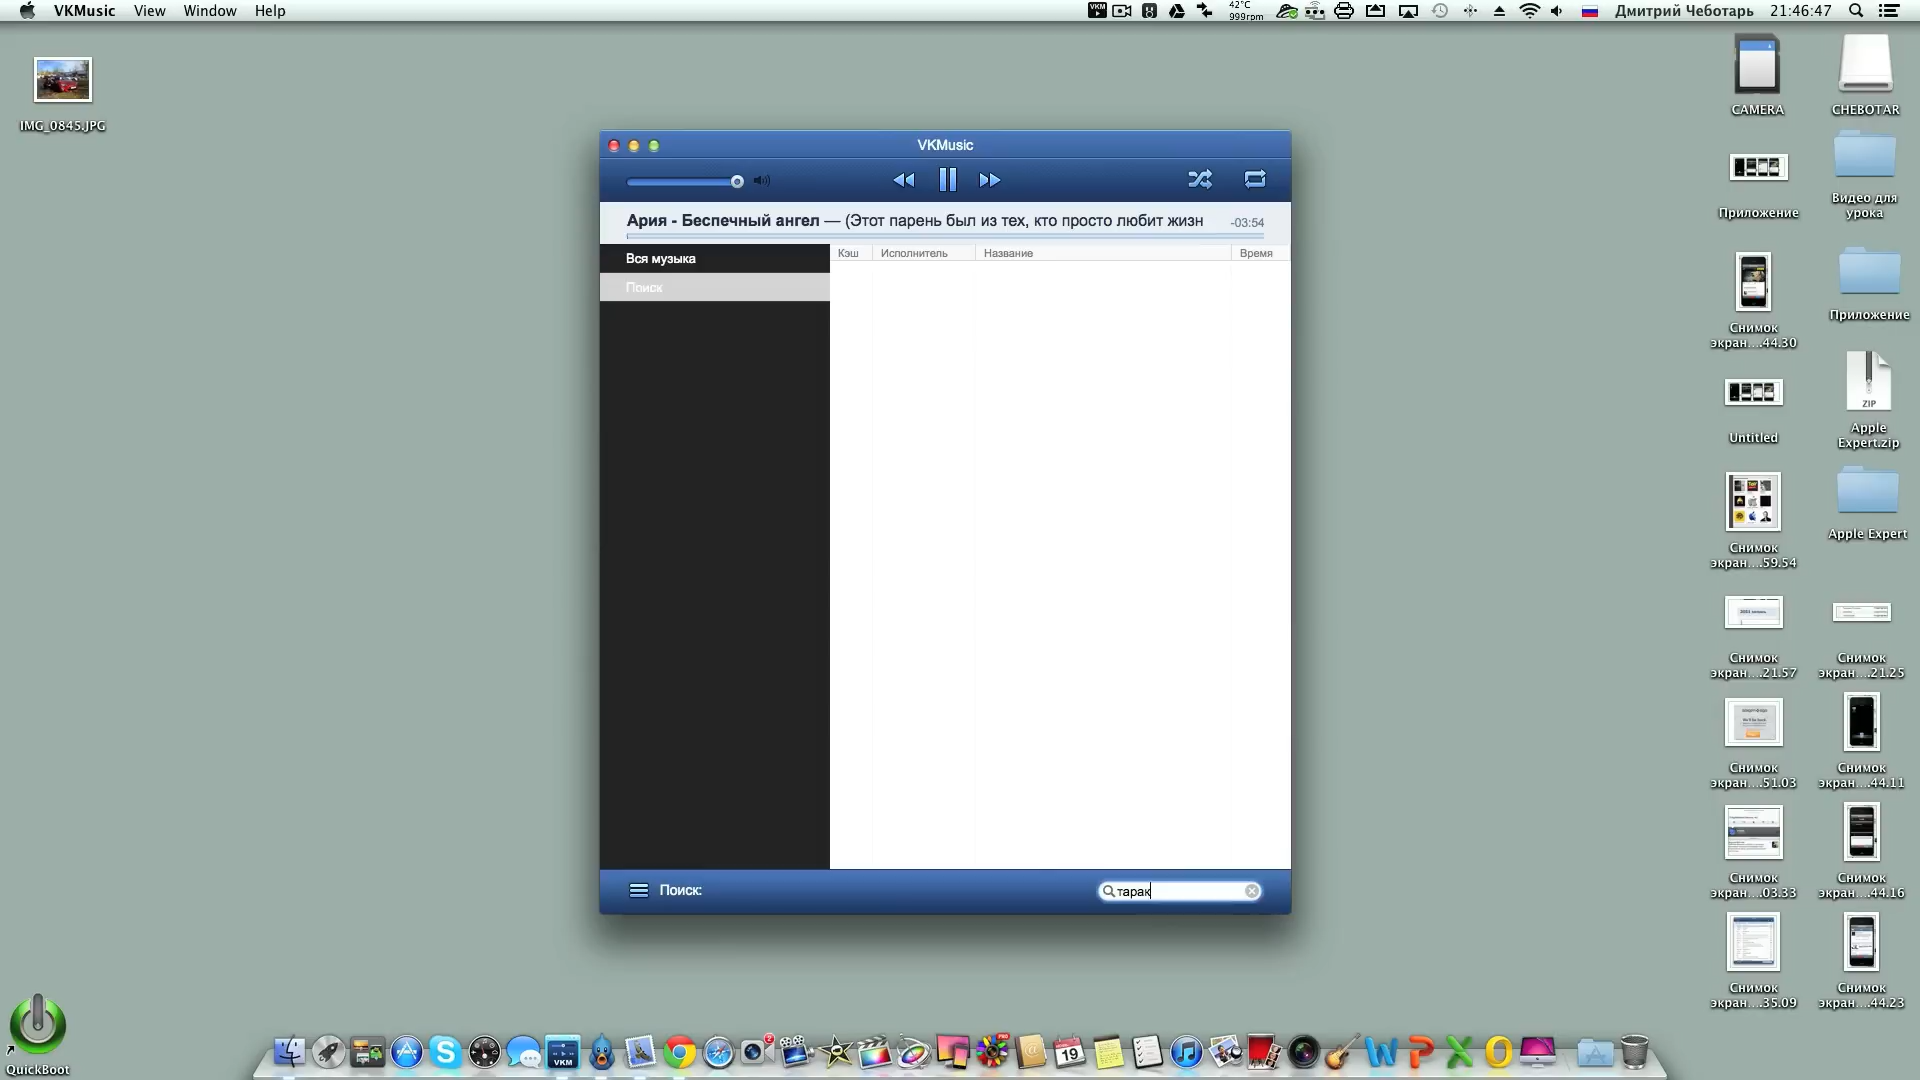 VKMusic View Window Help
42°C
999rpm
Дмитрий Чеботарь 21:46:47
IMG_0845.JPG
CAMERA
CHEBOTAR
Приложение
Видео для
урока
Снимок
экран....44.30
Приложение
Untitled
ZIP
Apple
Expert.zip
Снимок
экран....59.54
Apple Expert
Снимок
экран....21.57
Снимок
экран....21.25
Снимок
экран....51.03
Снимок
экран....44.11
Снимок
экран....03.33
Снимок
экран....44.16
Снимок
экран....35.09
Снимок
экран....44.23
VKMusic
Ария - Беспечный ангел — (Этот парень был из тех, кто просто любит жизн -03:54
Вся музыка
Поиск
Кэш Исполнитель Название Время
Поиск: тарак
QuickBoot
VKM
19